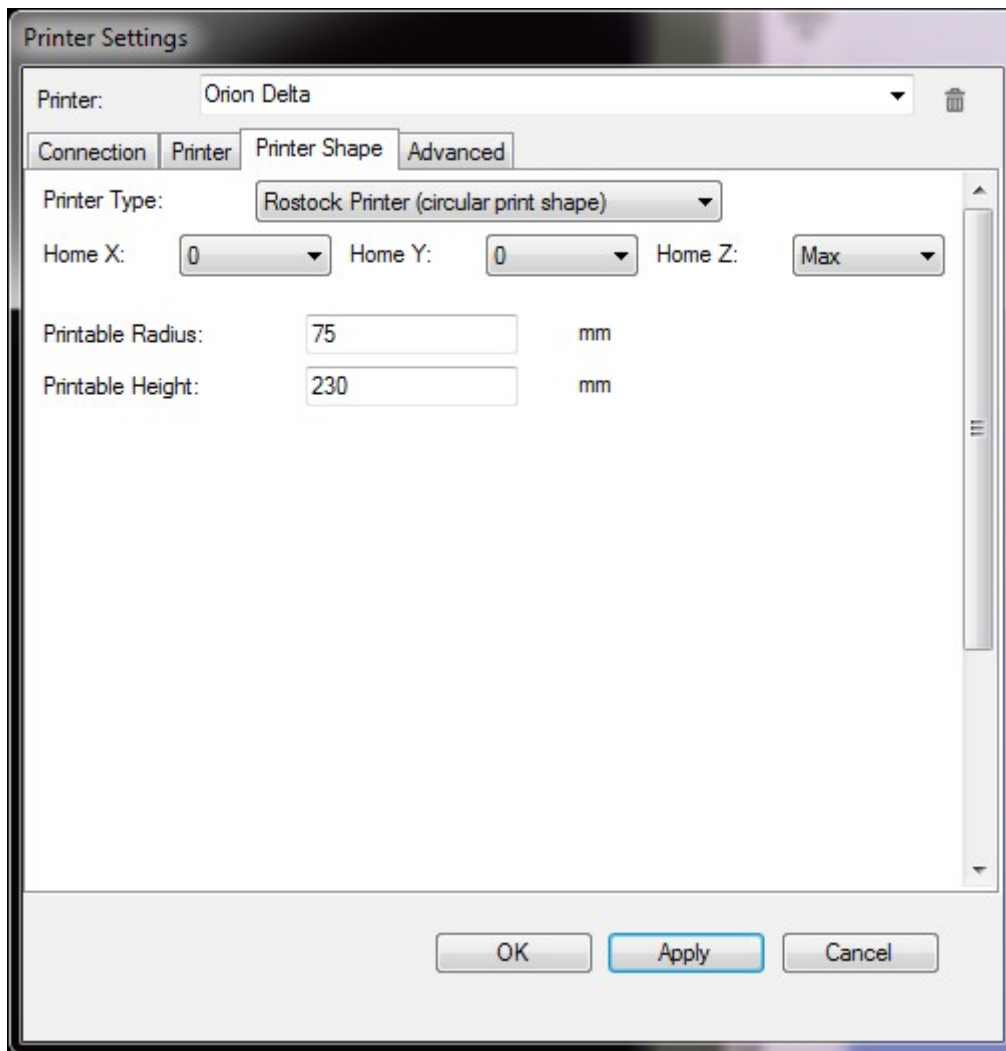 Printer Settings
Printer: Orion Delta
Connection Printer Printer Shape Advanced
Printer Type: Rostock Printer (circular print shape)
Home X: 0 Home Y: 0 Home Z: Max
Printable Radius: 75 mm
Printable Height: 230 mm
OK Apply Cancel